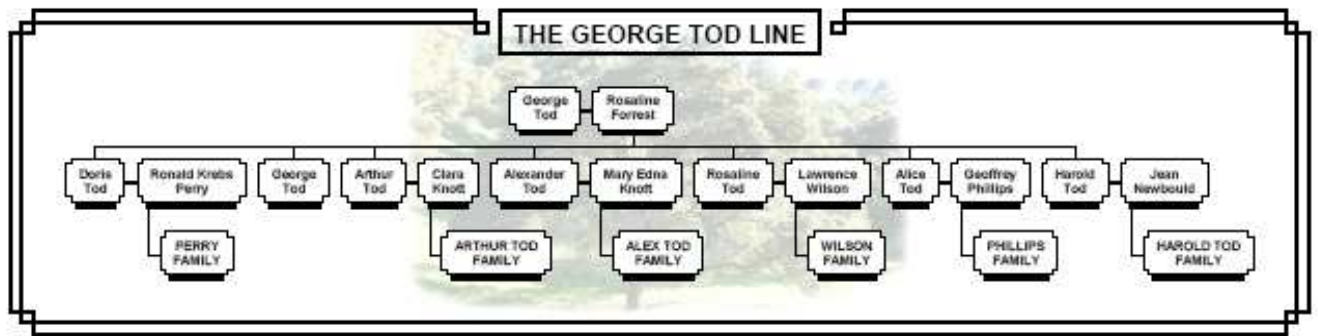 THE GEORGE TOD LINE
George
Tod
Rosaline
Forrest
Doris
Tod
Ronald Krebs
Perry
George
Tod
Arthur
Tod
Clara
Knott
Alexander
Tod
Mary Edna
Knott
Rosaline
Tod
Lawrence
Wilson
Alice
Tod
Geoffrey
Phillips
Harold
Tod
Jean
Newbould
PERRY
FAMILY
ARTHUR TOD
FAMILY
ALEX TOD
FAMILY
WILSON
FAMILY
PHILLIPS
FAMILY
HAROLD TOD
FAMILY